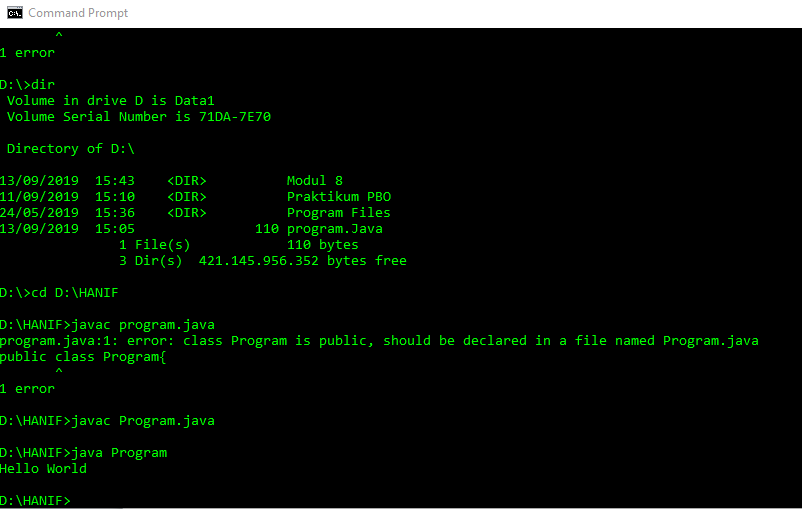 Command Prompt
^
1 error
D:\>dir
 Volume in drive D is Data1
 Volume Serial Number is 71DA-7E70
 Directory of D:\
13/09/2019  15:43    <DIR>          Modul 8
11/09/2019  15:10    <DIR>          Praktikum PBO
24/05/2019  15:36    <DIR>          Program Files
13/09/2019  15:05               110 program.Java
               1 File(s)            110 bytes
               3 Dir(s)  421.145.956.352 bytes free
D:\>cd D:\HANIF
D:\HANIF>javac program.java
program.java:1: error: class Program is public, should be declared in a file named Program.java
public class Program{
       ^
1 error
D:\HANIF>javac Program.java
D:\HANIF>java Program
Hello World
D:\HANIF>